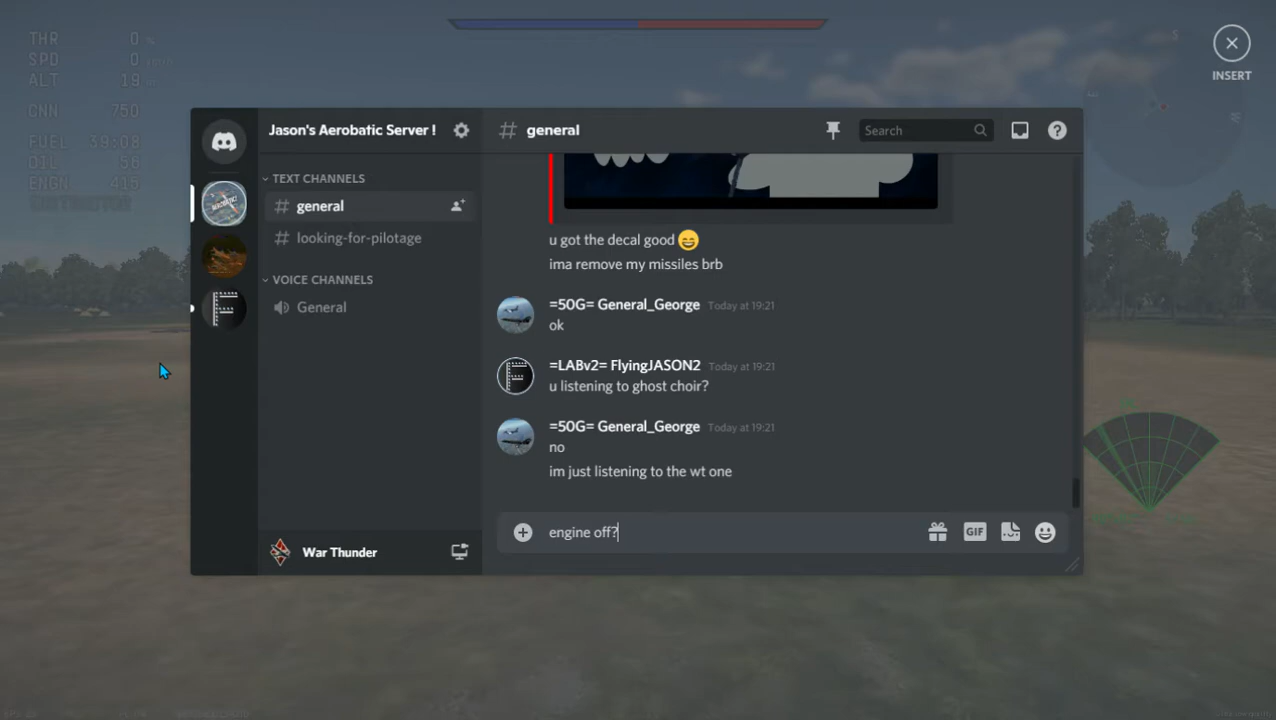 THR 0
SPD 0
ALT 19
CNN 750
FUEL 39:08
OIL 56
ENGN 415
INSERT
Jason's Aerobatic Server !
# general
Search
TEXT CHANNELS
# general
# looking-for-pilotage
VOICE CHANNELS
General
War Thunder
u got the decal good 😄
ima remove my missiles brb
=50G= General_George Today at 19:21
ok
=LABv2= FlyingJASON2 Today at 19:21
u listening to ghost choir?
=50G= General_George Today at 19:21
no
im just listening to the wt one
engine off?
GIF